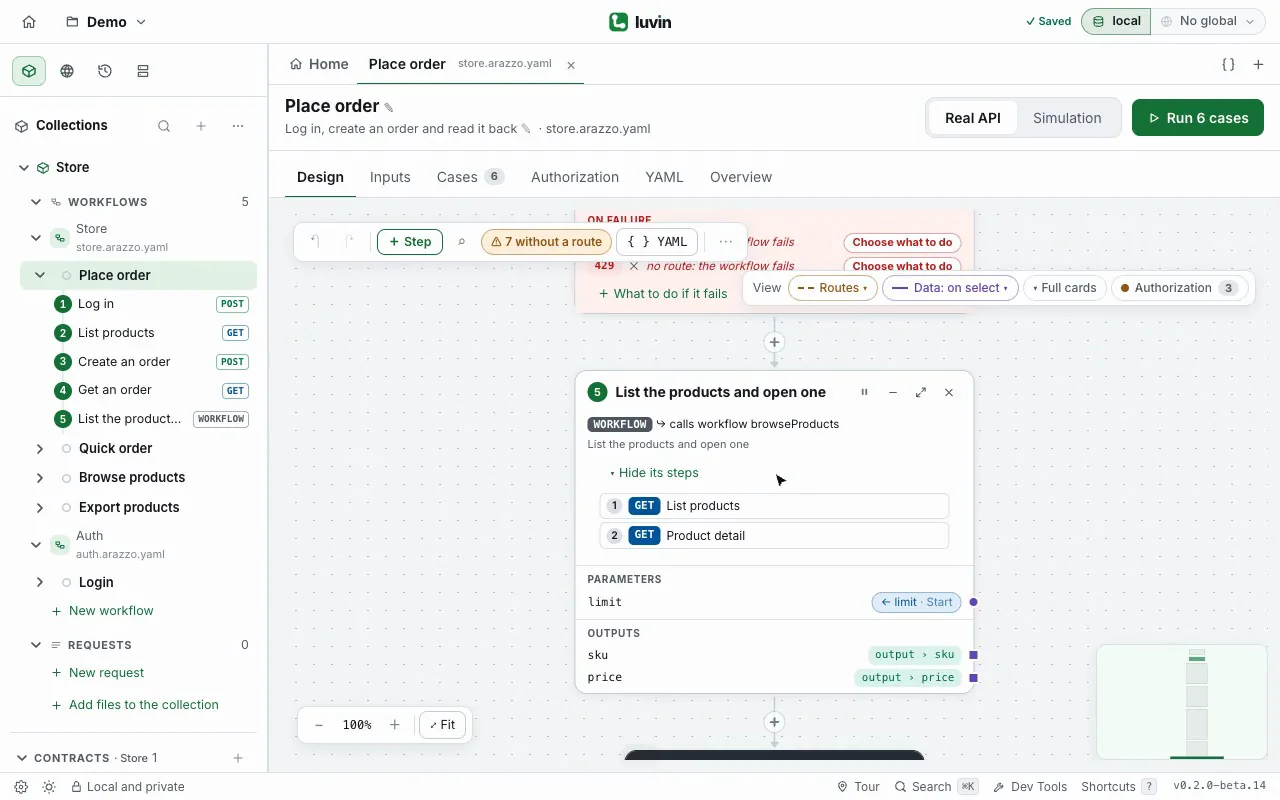 Demo
luvin
Saved
local
No global
Home
Place order store.arazzo.yaml
Collections
Place order
Log in, create an order and read it back · store.arazzo.yaml
Real API
Simulation
Run 6 cases
Store
Design
Inputs
Cases 6
Authorization
YAML
Overview
WORKFLOWS 5
Store
store.arazzo.yaml
Place order
1 Log in POST
2 List products GET
3 Create an order POST
4 Get an order GET
5 List the product... WORKFLOW
Quick order
Browse products
Export products
Auth
auth.arazzo.yaml
Login
+ New workflow
REQUESTS 0
+ New request
+ Add files to the collection
CONTRACTS · Store 1
ON FAILURE
+ Step
7 without a route
{ } YAML
flow fails
Choose what to do
429 no route: the workflow fails
Choose what to do
+ What to do if it fails
View
Routes
Data: on select
Full cards
Authorization 3
5 List the products and open one
WORKFLOW calls workflow browseProducts
List the products and open one
Hide its steps
1 GET List products
2 GET Product detail
PARAMETERS
limit ← limit · Start
OUTPUTS
sku output › sku
price output › price
− 100% +
Fit
Local and private
Tour
Search ⌘K
Dev Tools
Shortcuts ?
v0.2.0-beta.14